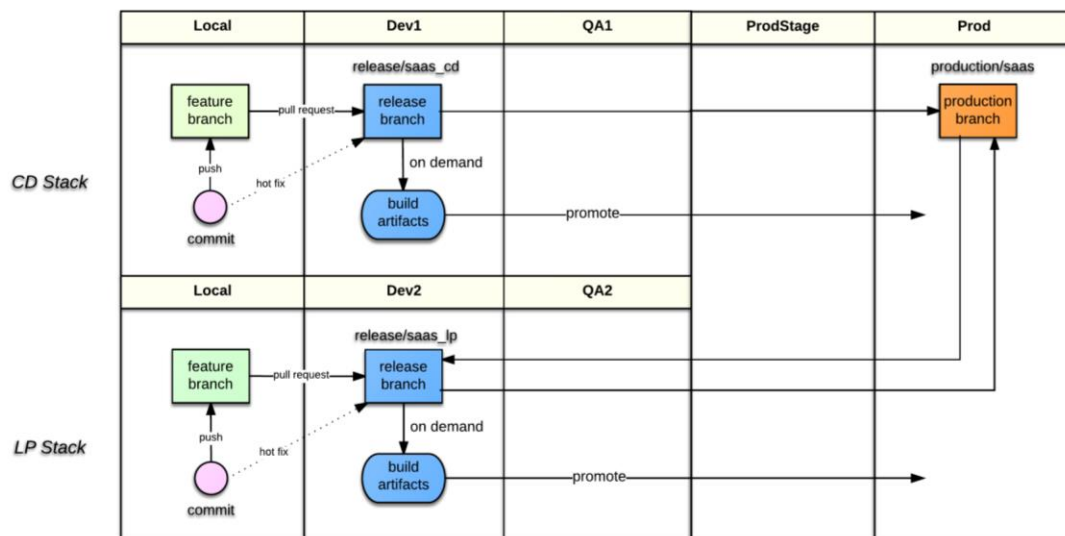 Local
Dev1
QA1
ProdStage
Prod
release/saas_cd
production/saas
feature
branch
pull request
release
branch
production
branch
push
hot fix
on demand
CD Stack
build
artifacts
promote
commit
Local
Dev2
QA2
release/saas_lp
feature
branch
pull request
release
branch
push
hot fix
on demand
LP Stack
build
artifacts
promote
commit